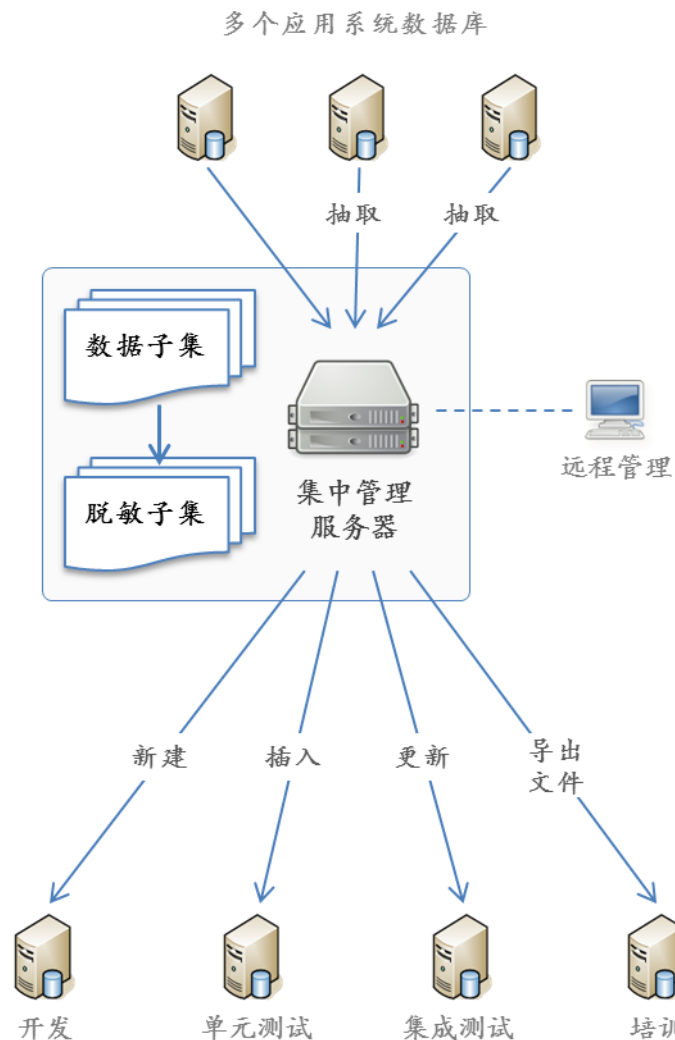 多个应用系统数据库
抽取
抽取
数据子集
脱敏子集
集中管理
服务器
远程管理
新建
插入
更新
导出
文件
开发
单元测试
集成测试
培训